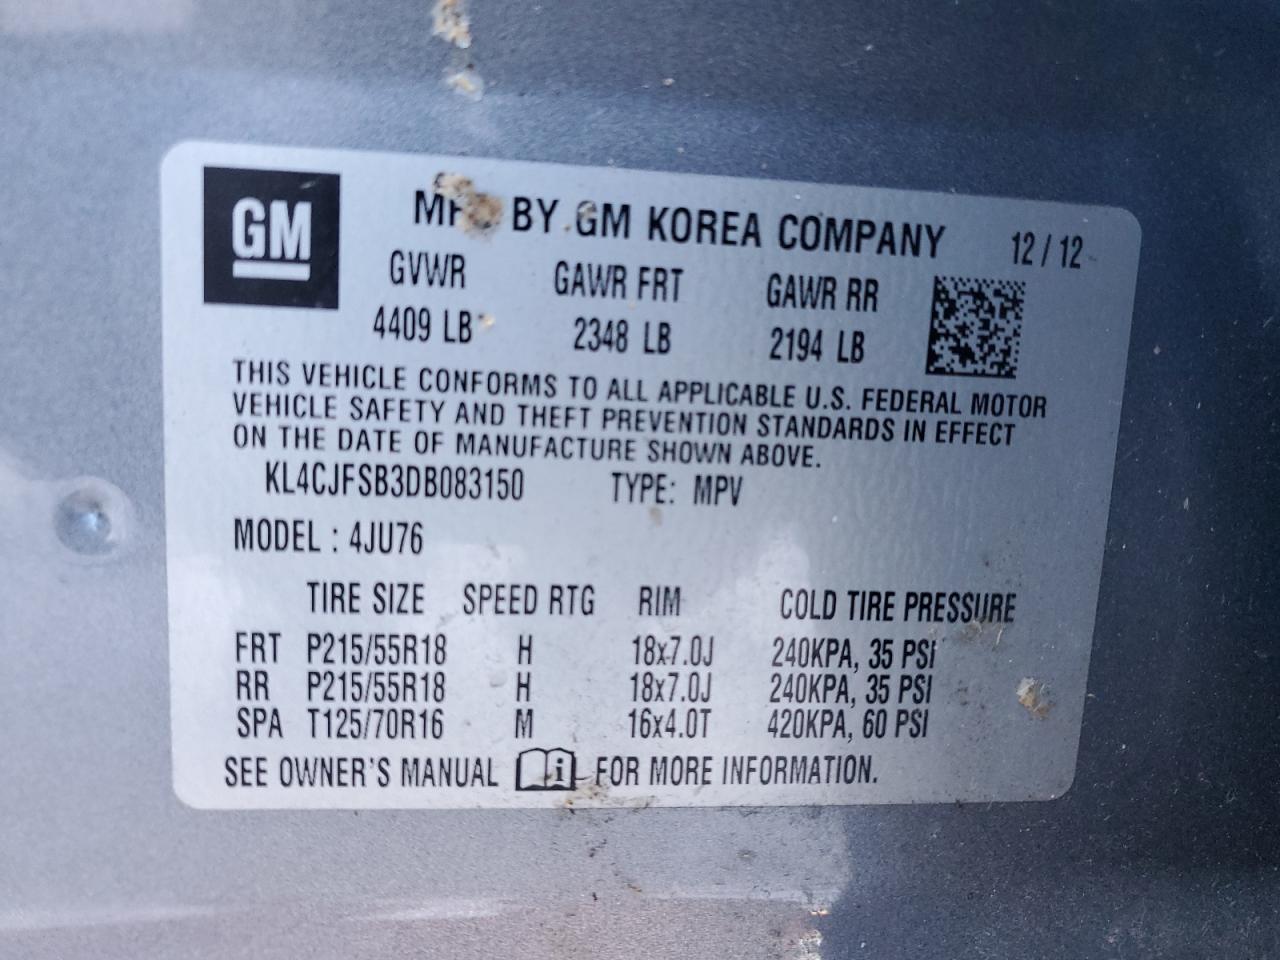 GM
MFG BY GM KOREA COMPANY 12/12
GVWR GAWR FRT GAWR RR
4409 LB 2348 LB 2194 LB
THIS VEHICLE CONFORMS TO ALL APPLICABLE U.S. FEDERAL MOTOR
VEHICLE SAFETY AND THEFT PREVENTION STANDARDS IN EFFECT
ON THE DATE OF MANUFACTURE SHOWN ABOVE.
KL4CJFSB3DB083150 TYPE: MPV
MODEL : 4JU76
TIRE SIZE SPEED RTG RIM COLD TIRE PRESSURE
FRT P215/55R18 H 18x7.0J 240KPA, 35 PSI
RR P215/55R18 H 18x7.0J 240KPA, 35 PSI
SPA T125/70R16 M 16x4.0T 420KPA, 60 PSI
SEE OWNER'S MANUAL i FOR MORE INFORMATION.